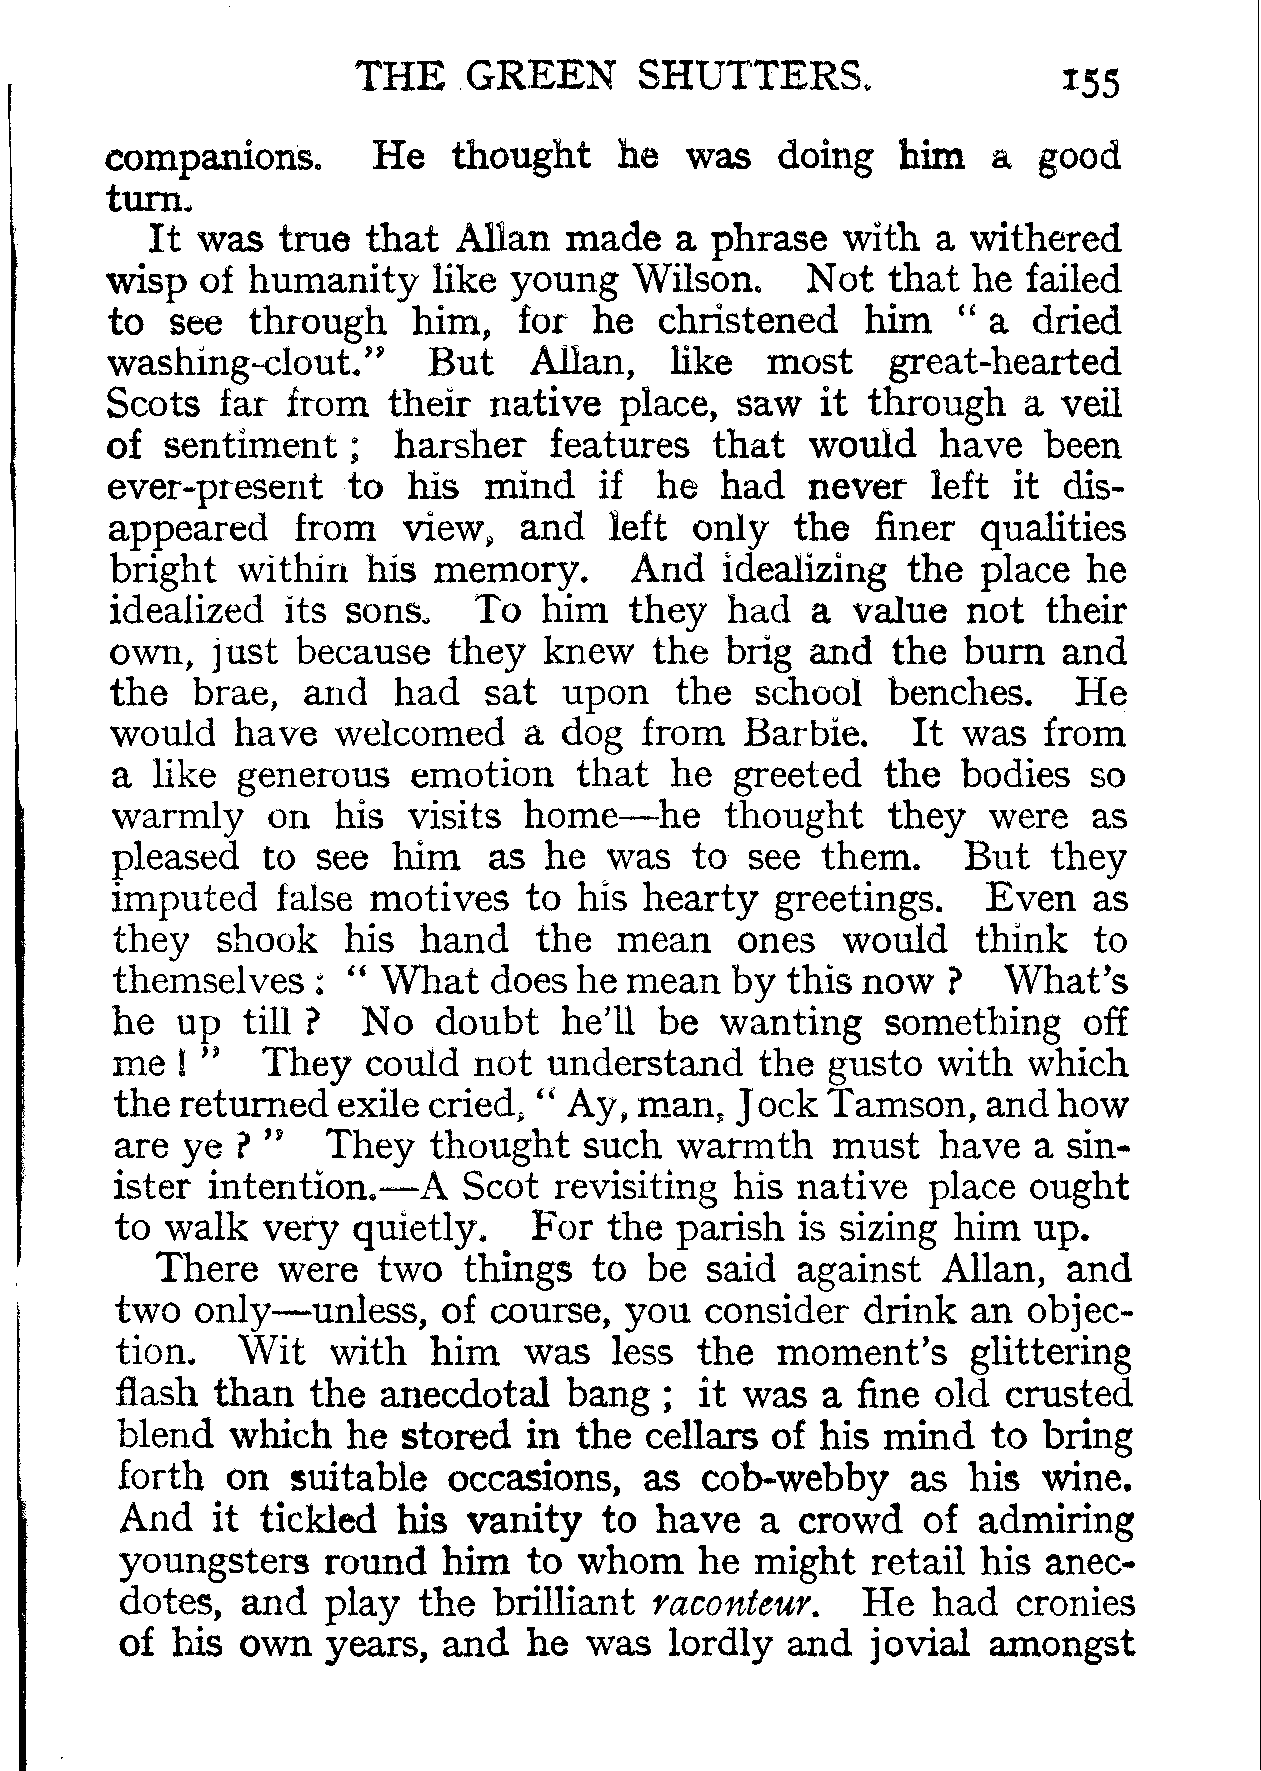 THE GREEN SHUTTERS. 155
companions. He thought he was doing him a good
turn.
It was true that Allan made a phrase with a withered
wisp of humanity like young Wilson. Not that he failed
to see through him, for he christened him “ a dried
washing-clout.” But Allan, like most great-hearted
Scots far from their native place, saw it through a veil
of sentiment ; harsher features that would have been
ever-present to his mind if he had never left it dis-
appeared from view, and left only the finer qualities
bright within his memory. And idealizing the place he
idealized its sons. To him they had a value not their
own, just because they knew the brig and the burn and
the brae, and had sat upon the school benches. He
would have welcomed a dog from Barbie. It was from
a like generous emotion that he greeted the bodies so
warmly on his visits home—he thought they were as
pleased to see him as he was to see them. But they
imputed false motives to his hearty greetings. Even as
they shook his hand the mean ones would think to
themselves : “ What does he mean by this now ? What's
he up till ? No doubt he'll be wanting something off
me ! ” They could not understand the gusto with which
the returned exile cried, “ Ay, man, Jock Tamson, and how
are ye ? ” They thought such warmth must have a sin-
ister intention.—A Scot revisiting his native place ought
to walk very quietly. For the parish is sizing him up.
There were two things to be said against Allan, and
two only—unless, of course, you consider drink an objec-
tion. Wit with him was less the moment's glittering
flash than the anecdotal bang ; it was a fine old crusted
blend which he stored in the cellars of his mind to bring
forth on suitable occasions, as cob-webby as his wine.
And it tickled his vanity to have a crowd of admiring
youngsters round him to whom he might retail his anec-
dotes, and play the brilliant raconteur. He had cronies
of his own years, and he was lordly and jovial amongst